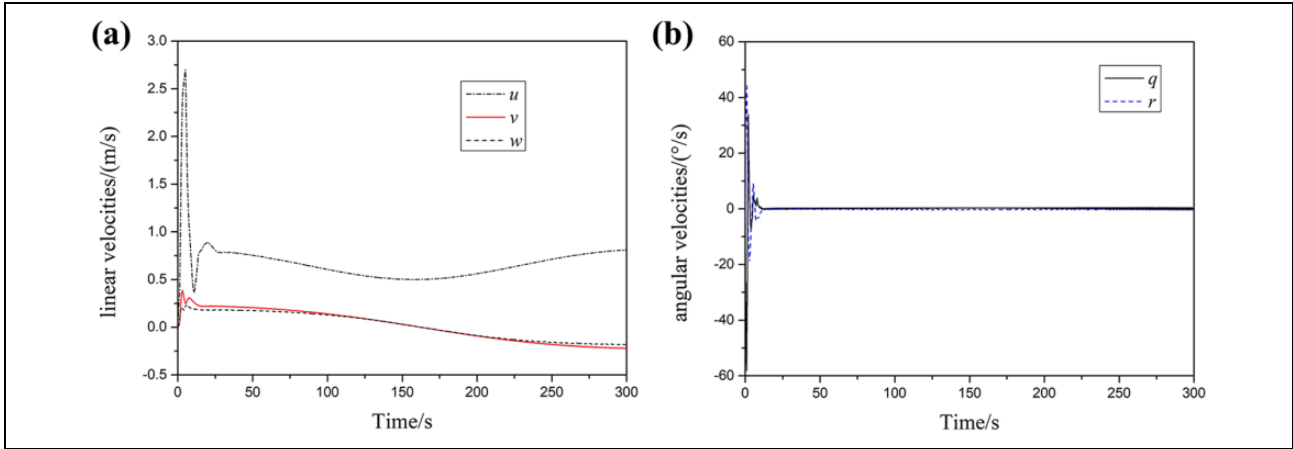 (a)
linear velocities/(m/s)
3.0
2.5
2.0
1.5
1.0
0.5
0.0
-0.5
u
v
w
0 50 100 150 200 250 300
Time/s
(b)
angular velocities/(°/s)
60
40
20
0
-20
-40
-60
q
r
0 50 100 150 200 250 300
Time/s